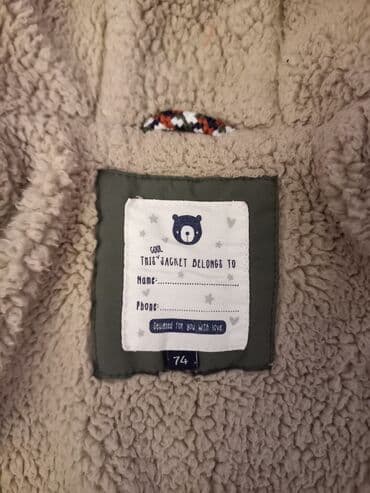 COOL
THIS JACKET BELONGS TO
Name:
Phone:
Designed for you with love
74